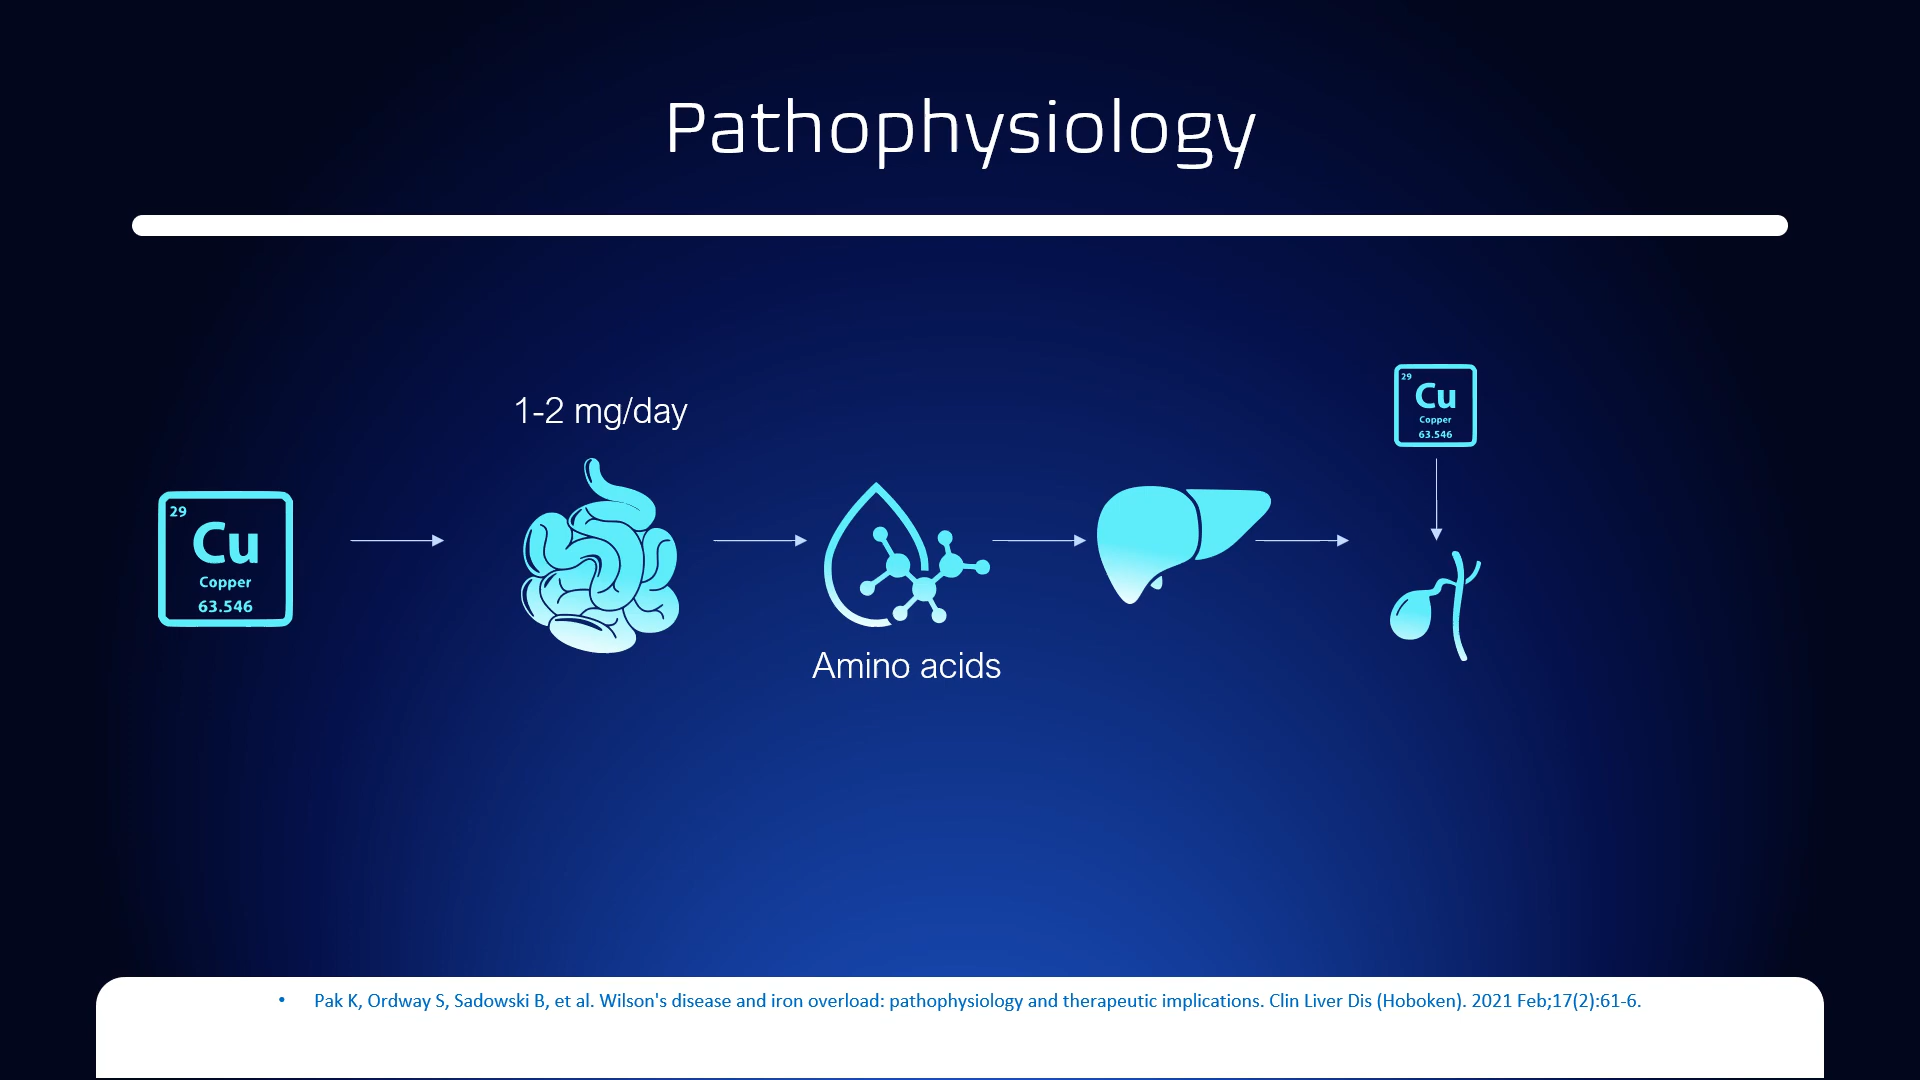 Pathophysiology
29
Cu
Copper
63.546
1-2 mg/day
Amino acids
29
Cu
Copper
63.546
• Pak K, Ordway S, Sadowski B, et al. Wilson's disease and iron overload: pathophysiology and therapeutic implications. Clin Liver Dis (Hoboken). 2021 Feb;17(2):61-6.